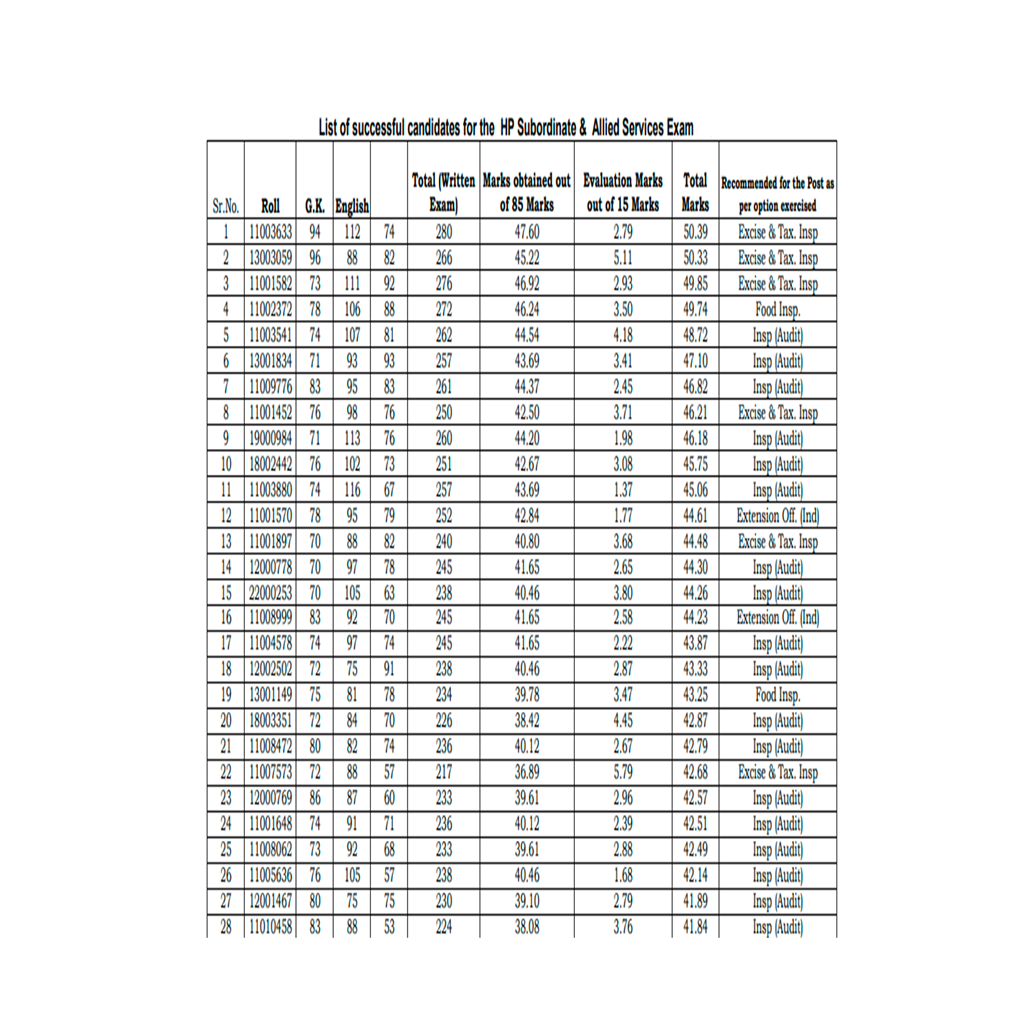 List of successful candidates for the HP Subordinate & Allied Services Exam
Sr.No. Roll G.K. English Total (Written Exam) Marks obtained out of 85 Marks Evaluation Marks out of 15 Marks Total Marks Recommended for the Post as per option exercised
1 11003633 94 112 74 280 47.60 2.79 50.39 Excise & Tax. Insp
2 13003059 96 88 82 266 45.22 5.11 50.33 Excise & Tax. Insp
3 11001582 73 111 92 276 46.92 2.93 49.85 Excise & Tax. Insp
4 11002372 78 106 88 272 46.24 3.50 49.74 Food Insp.
5 11003541 74 107 81 262 44.54 4.18 48.72 Insp (Audit)
6 13001834 71 93 93 257 43.69 3.41 47.10 Insp (Audit)
7 11009776 83 95 83 261 44.37 2.45 46.82 Insp (Audit)
8 11001452 76 98 76 250 42.50 3.71 46.21 Excise & Tax. Insp
9 19000984 71 113 76 260 44.20 1.98 46.18 Insp (Audit)
10 18002442 76 102 73 251 42.67 3.08 45.75 Insp (Audit)
11 11003880 74 116 67 257 43.69 1.37 45.06 Insp (Audit)
12 11001570 78 95 79 252 42.84 1.77 44.61 Extension Off. (Ind)
13 11001897 70 88 82 240 40.80 3.68 44.48 Excise & Tax. Insp
14 12000778 70 97 78 245 41.65 2.65 44.30 Insp (Audit)
15 22000253 70 105 63 238 40.46 3.80 44.26 Insp (Audit)
16 11008999 83 92 70 245 41.65 2.58 44.23 Extension Off. (Ind)
17 11004578 74 97 74 245 41.65 2.22 43.87 Insp (Audit)
18 12002502 72 75 91 238 40.46 2.87 43.33 Insp (Audit)
19 13001149 75 81 78 234 39.78 3.47 43.25 Food Insp.
20 18003351 72 84 70 226 38.42 4.45 42.87 Insp (Audit)
21 11008472 80 82 74 236 40.12 2.67 42.79 Insp (Audit)
22 11007573 72 88 57 217 36.89 5.79 42.68 Excise & Tax. Insp
23 12000769 86 87 60 233 39.61 2.96 42.57 Insp (Audit)
24 11001648 74 91 71 236 40.12 2.39 42.51 Insp (Audit)
25 11008062 73 92 68 233 39.61 2.88 42.49 Insp (Audit)
26 11005636 76 105 57 238 40.46 1.68 42.14 Insp (Audit)
27 12001467 80 75 75 230 39.10 2.79 41.89 Insp (Audit)
28 11010458 83 88 53 224 38.08 3.76 41.84 Insp (Audit)